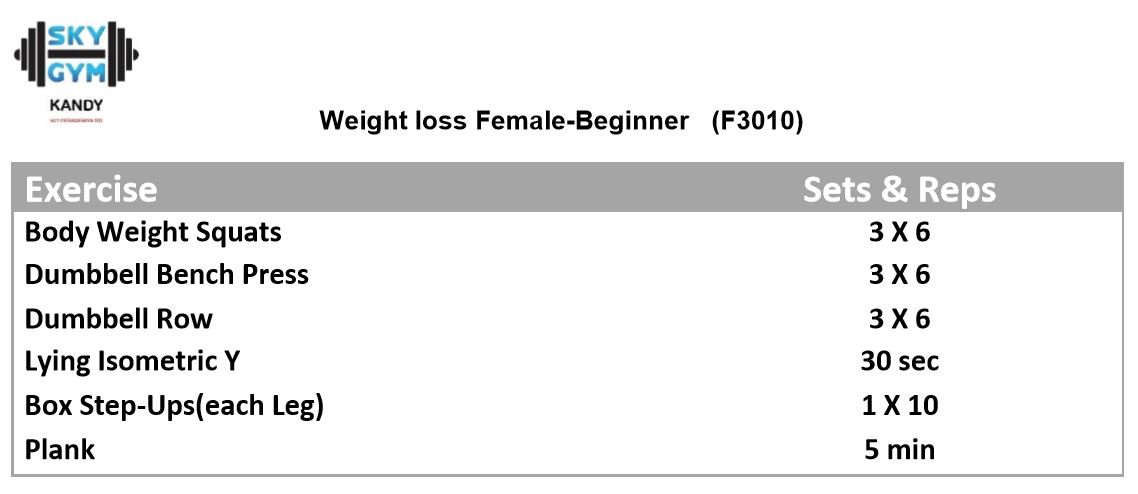 SKY
GYM
KANDY
Weight loss Female-Beginner (F3010)
Exercise Sets & Reps
Body Weight Squats 3 X 6
Dumbbell Bench Press 3 X 6
Dumbbell Row 3 X 6
Lying Isometric Y 30 sec
Box Step-Ups(each Leg) 1 X 10
Plank 5 min